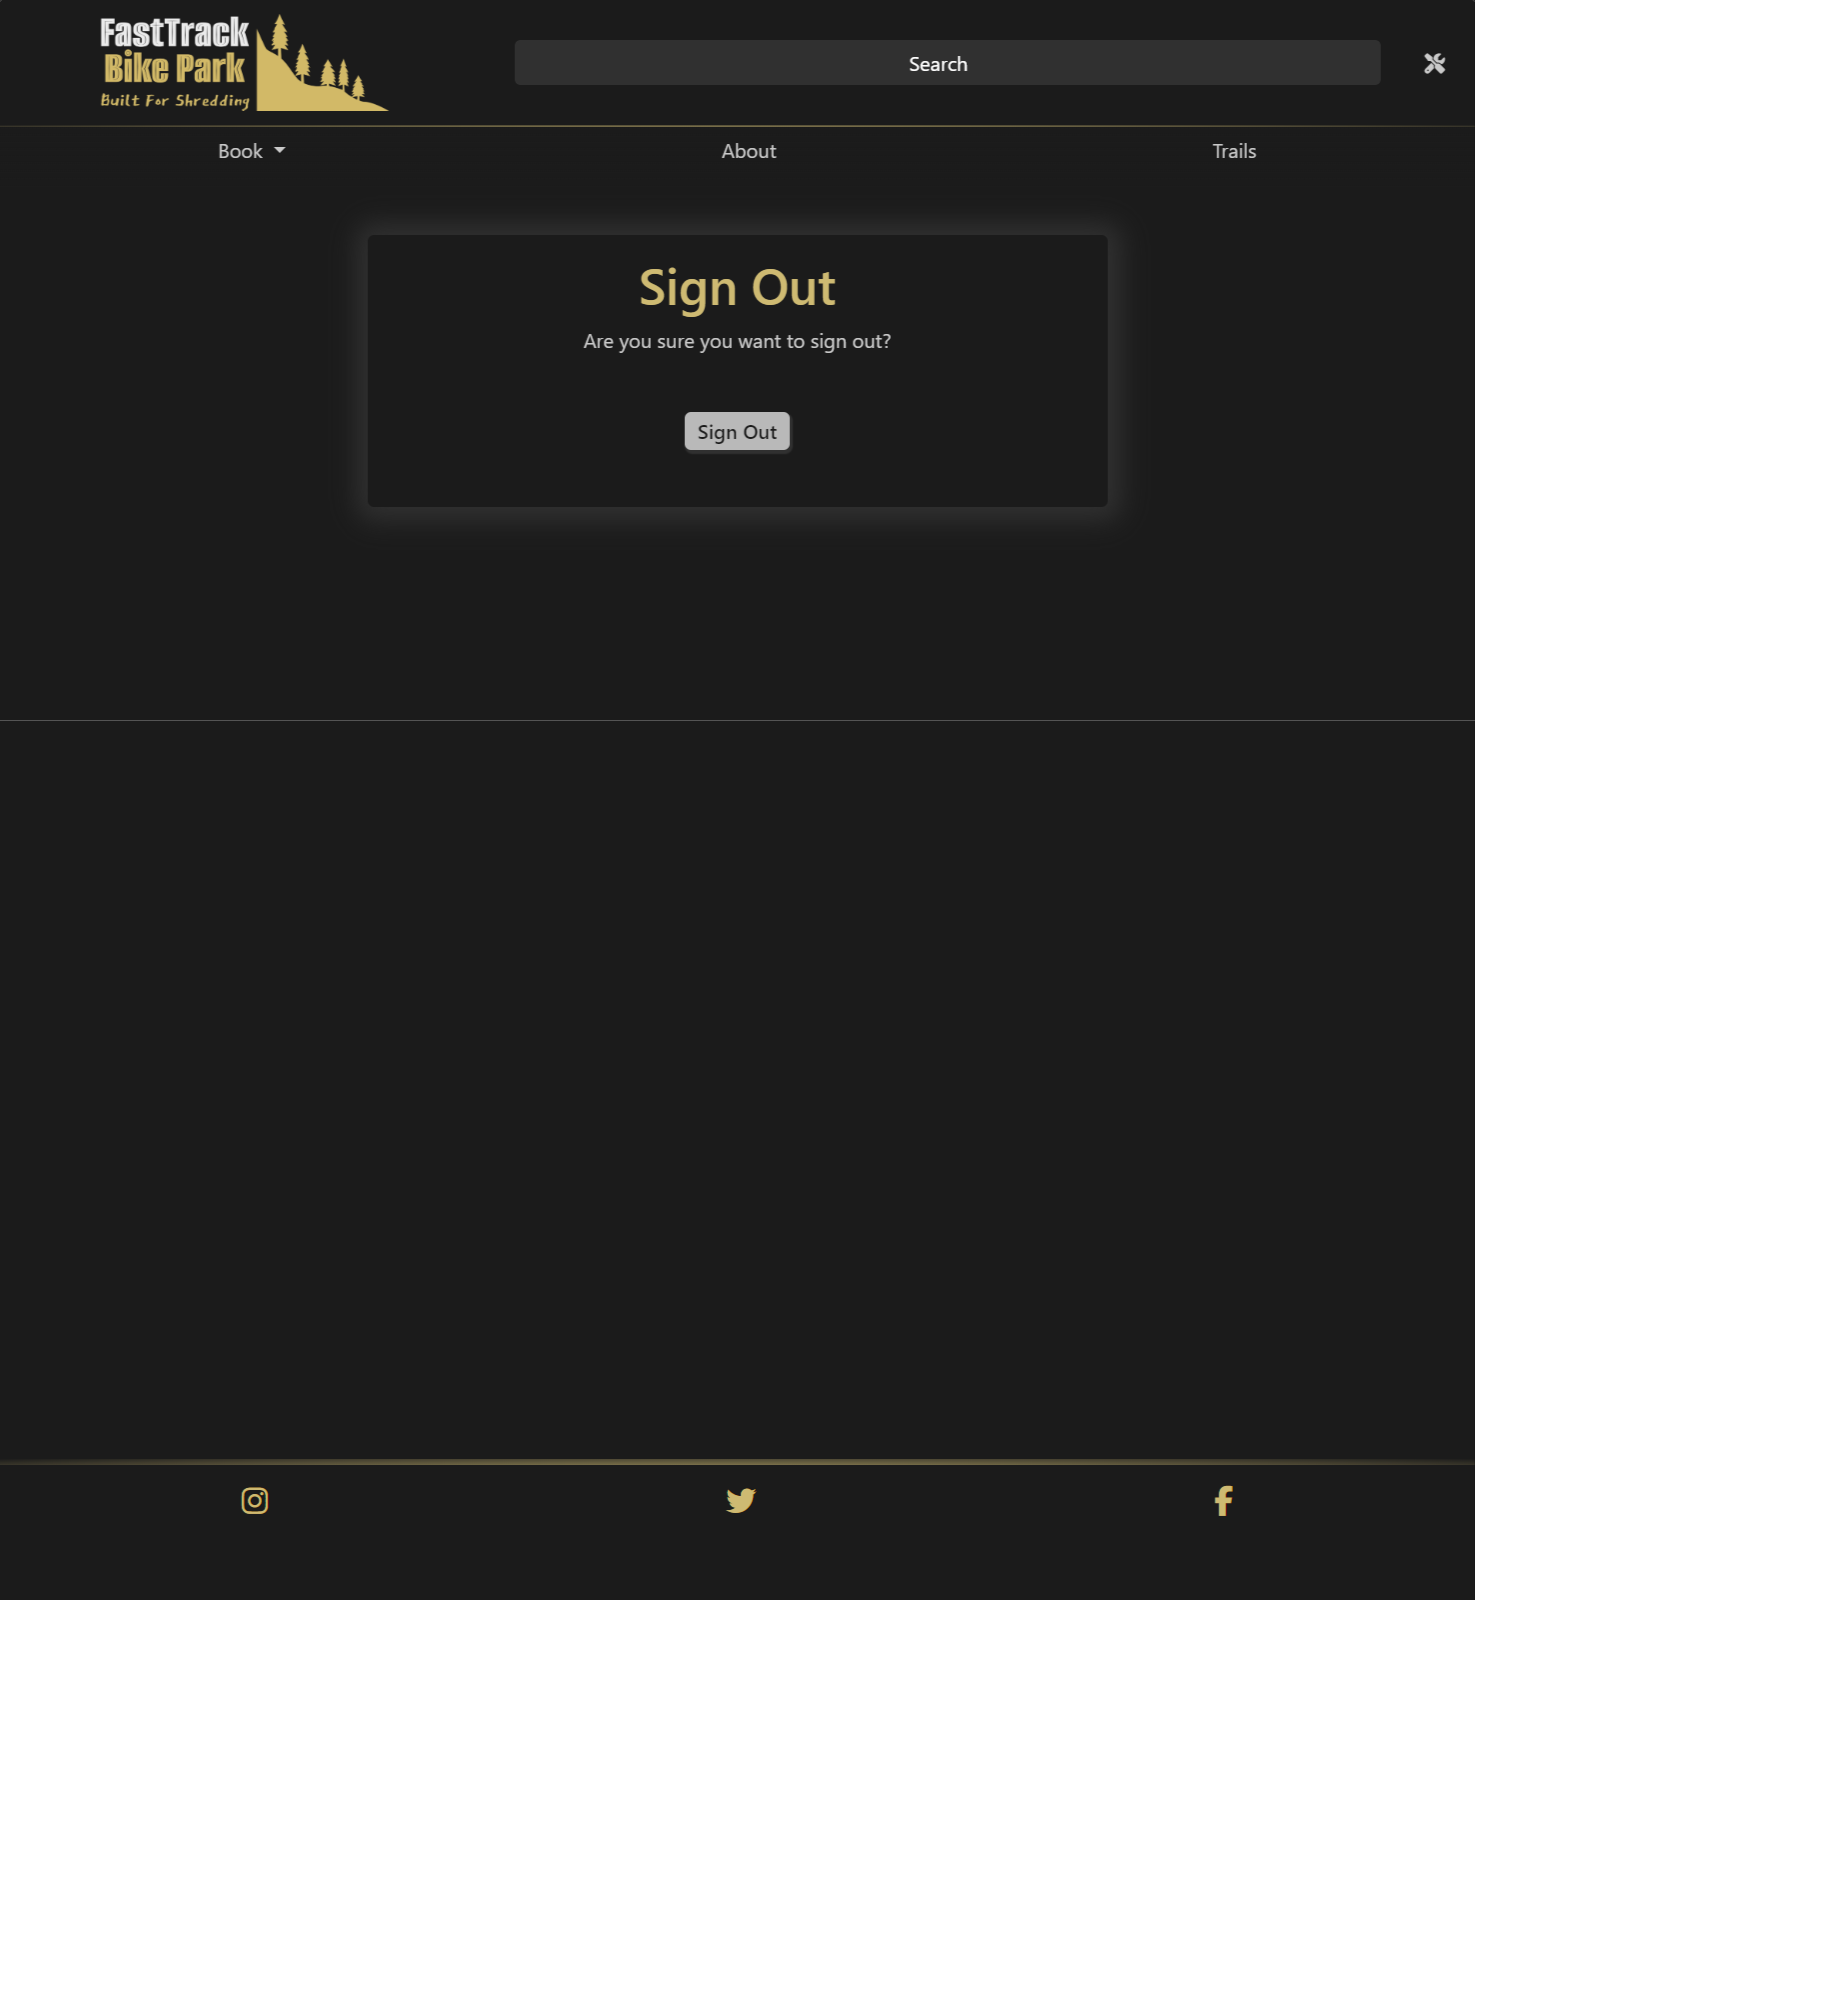 FastTrack
Bike Park
Built For Shredding
Search
Book
About
Trails
Sign Out
Are you sure you want to sign out?
Sign Out